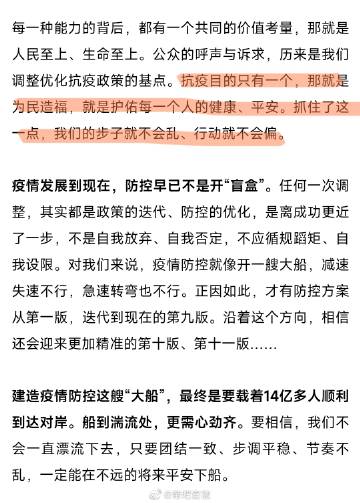 每一种能力的背后，都有一个共同的价值考量，那就是
人民至上、生命至上。公众的呼声与诉求，历来是我们
调整优化抗疫政策的基点。抗疫目的只有一个，那就是
为民造福，就是护佑每一个人的健康、平安。抓住了这
一点，我们的步子就不会乱、行动就不会偏。
疫情发展到现在，防控早已不是开“盲盒”。任何一次调
整，其实都是政策的迭代、防控的优化，是离成功更近
了一步，不是自我放弃、自我否定，不应循规蹈矩、自
我设限。对我们来说，疫情防控就像开一艘大船，减速
失速不行，急速转弯也不行。正因如此，才有防控方案
从第一版，迭代到现在的第九版。沿着这个方向，相信
还会迎来更加精准的第十版、第十一版……
建造疫情防控这艘“大船”，最终是要载着14亿多人顺利
到达对岸。船到湍流处，更需心劲齐。要相信，我们不
会一直漂流下去，只要团结一致、步调平稳、节奏不
乱，一定能在不远的将来平安下船。